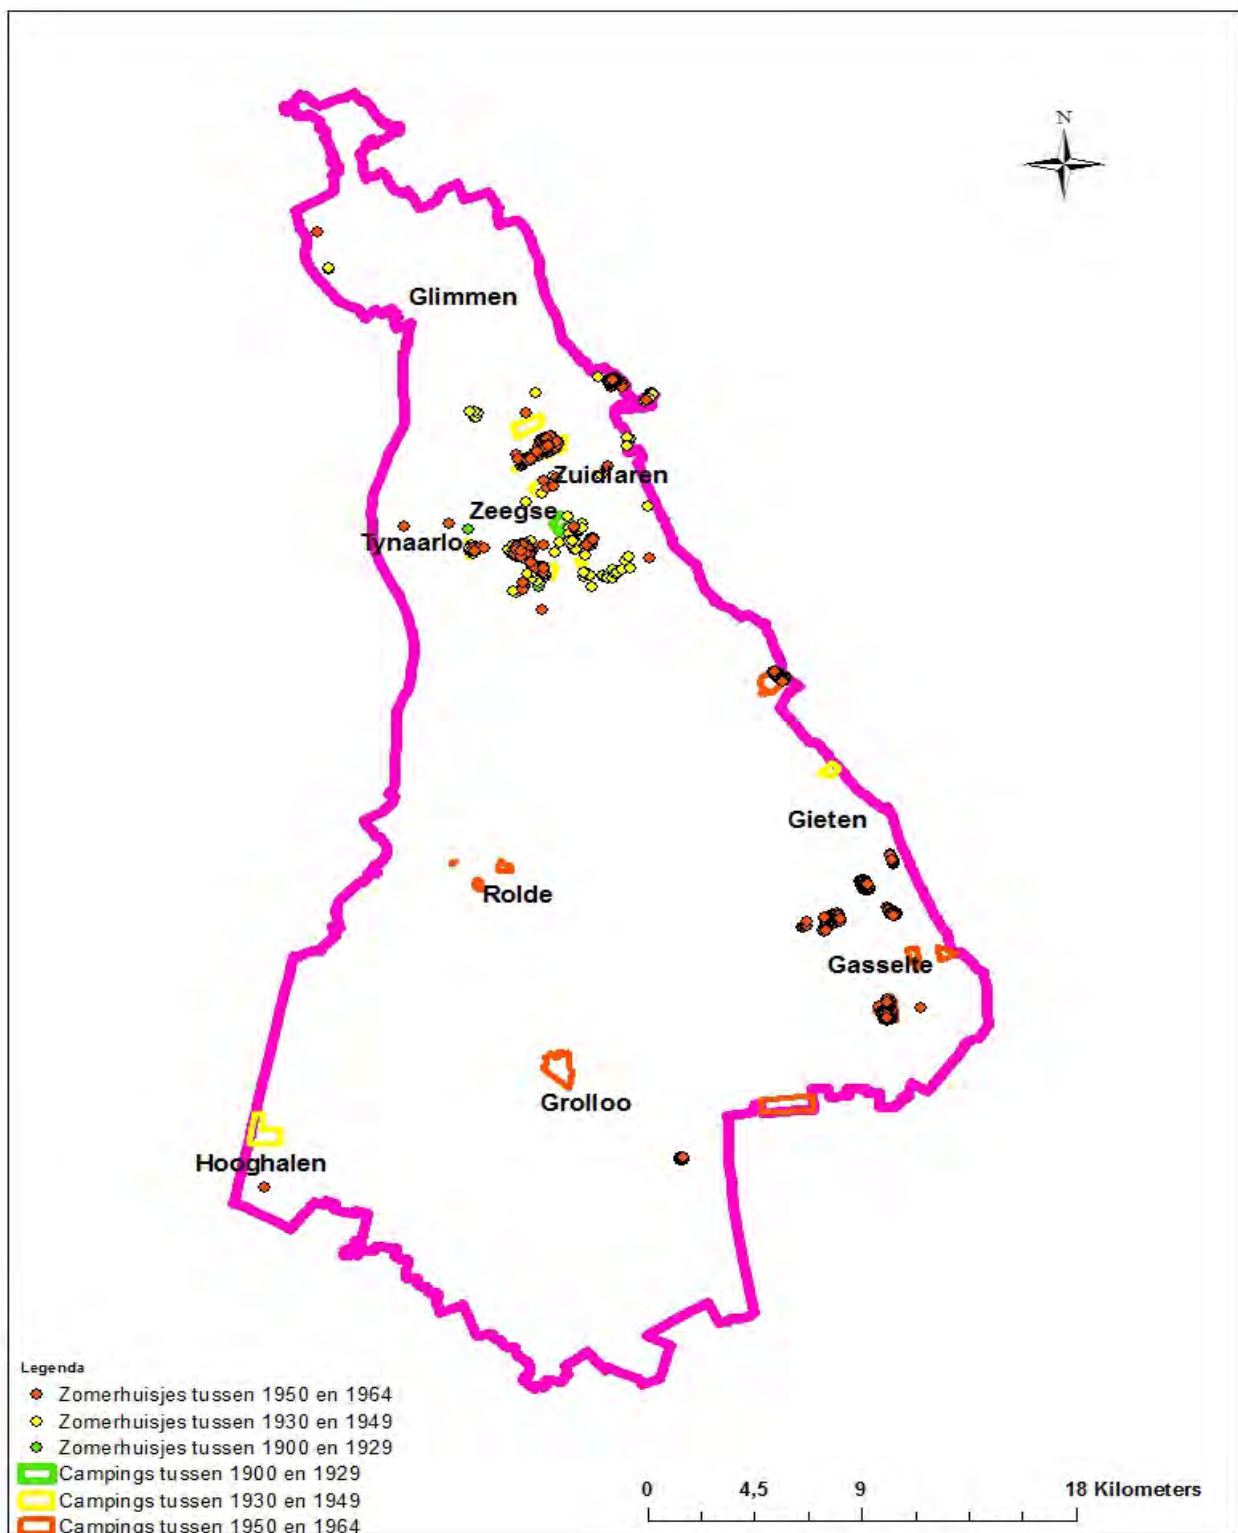 N
Glimmen
Zuidlaren
Zeegse
Tynaarlo
Gieten
Rolde
Gasselte
Grolloo
Hooghalen
Legenda
Zomerhuisjes tussen 1950 en 1964
Zomerhuisjes tussen 1930 en 1949
Zomerhuisjes tussen 1900 en 1929
Campings tussen 1900 en 1929
Campings tussen 1930 en 1949
Campings tussen 1950 en 1964
0 4,5 9 18 Kilometers